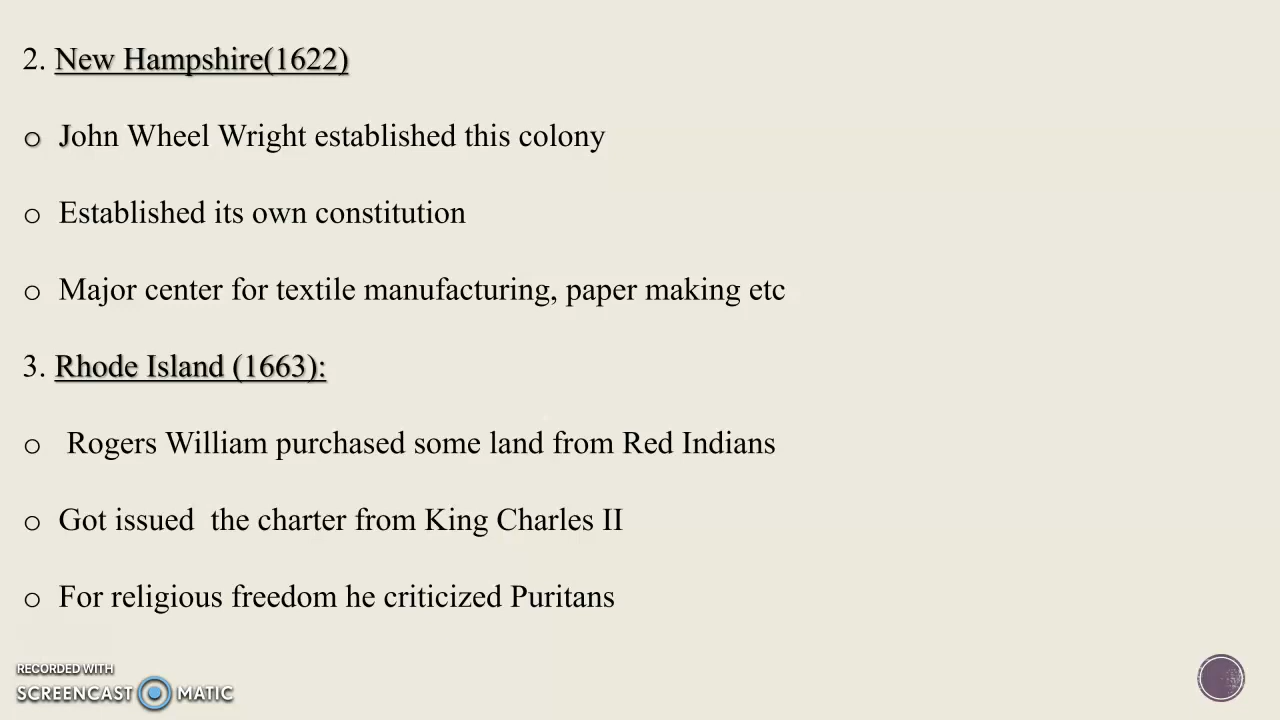 2. New Hampshire(1622)
o John Wheel Wright established this colony
o Established its own constitution
o Major center for textile manufacturing, paper making etc
3. Rhode Island (1663):
o Rogers William purchased some land from Red Indians
o Got issued the charter from King Charles II
o For religious freedom he criticized Puritans
RECORDED WITH
SCREENCAST MATIC